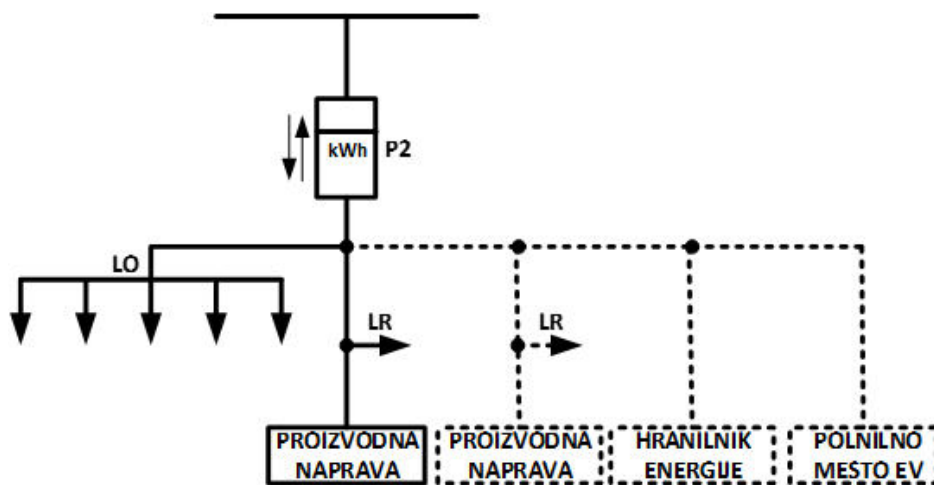 kWh P2
LO
LR LR
PROIZVODNA NAPRAVA
PROIZVODNA NAPRAVA
HRANILNIK ENERGIJE
POLNILNO MESTO EV